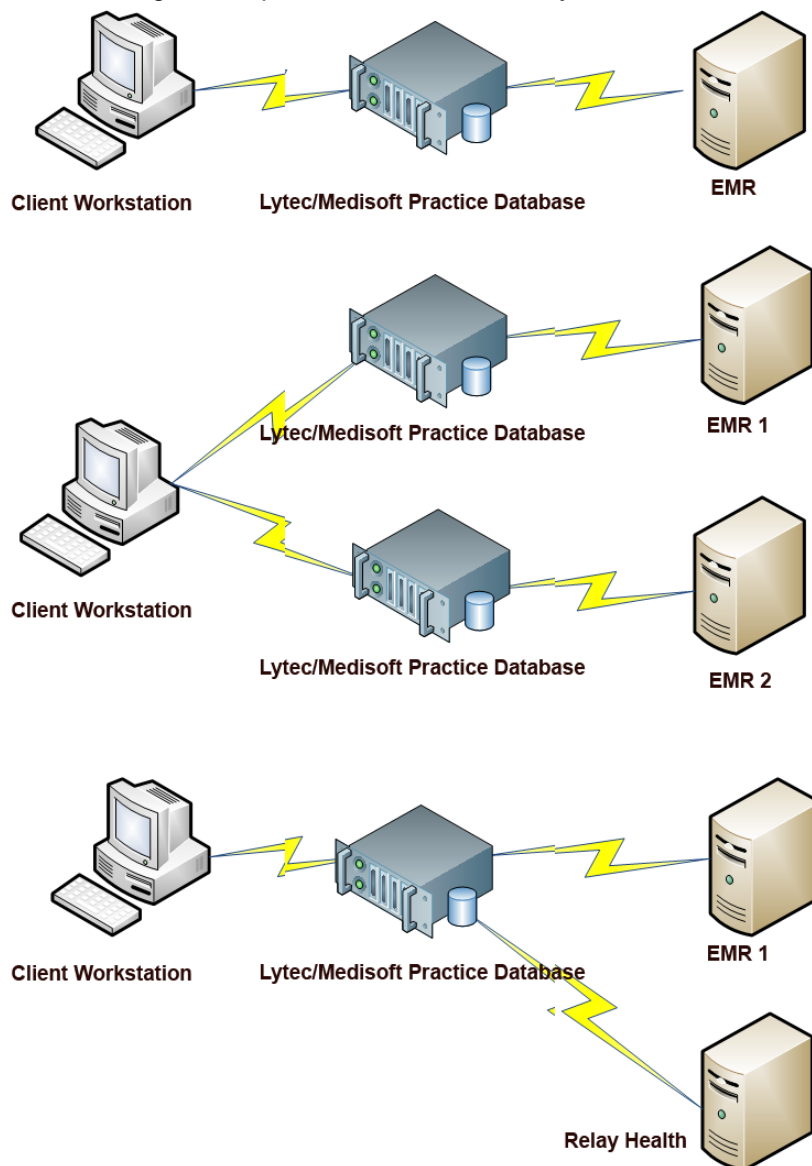 Client Workstation
Lytec/Medisoft Practice Database
EMR
Lytec/Medisoft Practice Database
EMR 1
Client Workstation
Lytec/Medisoft Practice Database
EMR 2
Client Workstation
Lytec/Medisoft Practice Database
EMR 1
Relay Health